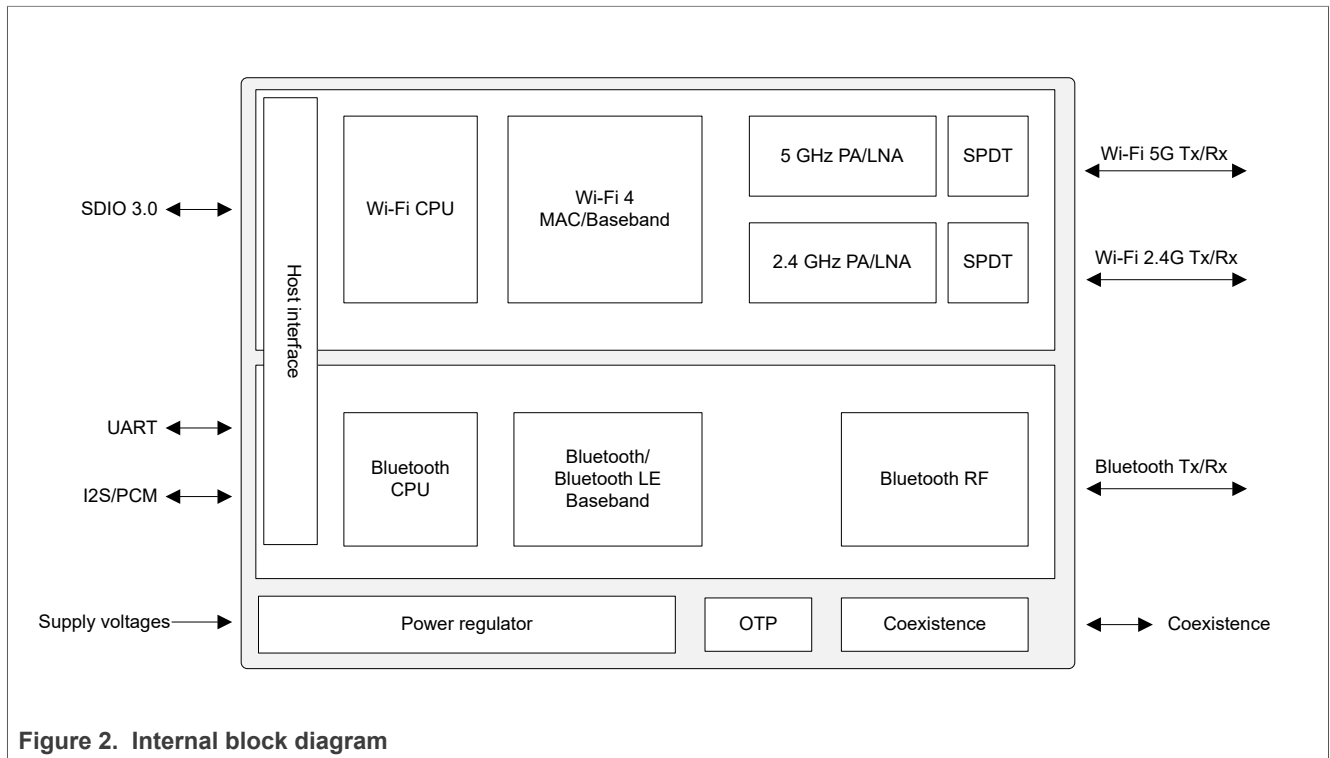 5 GHz PA/LNA
SPDT
Wi-Fi 5G Tx/Rx
SDIO 3.0
Wi-Fi CPU
Wi-Fi 4
MAC/Baseband
2.4 GHz PA/LNA
SPDT
Wi-Fi 2.4G Tx/Rx
Host interface
UART
I2S/PCM
Bluetooth
CPU
Bluetooth/
Bluetooth LE
Baseband
Bluetooth RF
Bluetooth Tx/Rx
Supply voltages
Power regulator
OTP
Coexistence
Coexistence
Figure 2. Internal block diagram